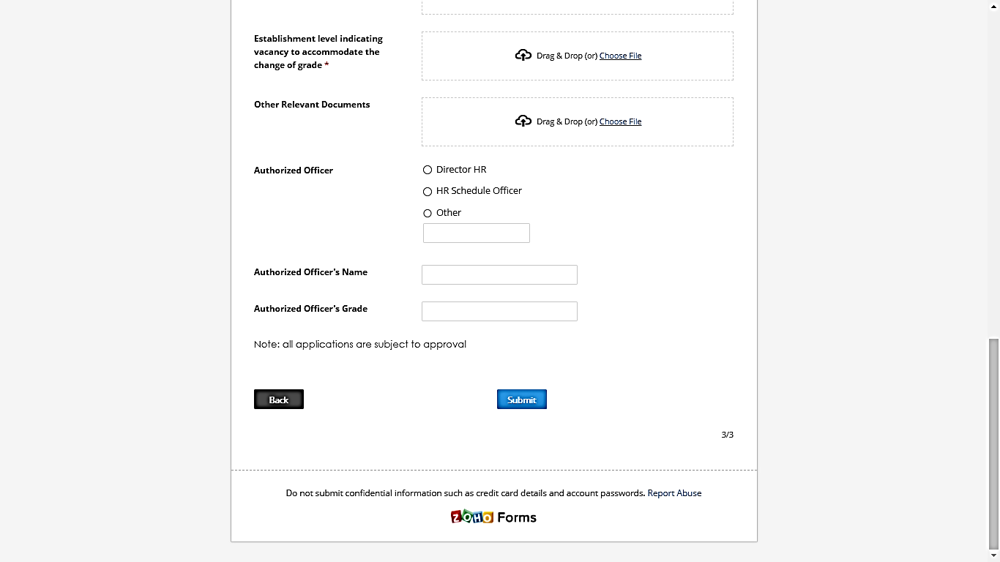 Establishment level indicating
vacancy to accommodate the
change of grade *
Drag & Drop (or) Choose File
Other Relevant Documents
Drag & Drop (or) Choose File
Authorized Officer
Director HR
HR Schedule Officer
Other
Authorized Officer's Name
Authorized Officer's Grade
Note: all applications are subject to approval
Back
Submit
3/3
Do not submit confidential information such as credit card details and account passwords. Report Abuse
ZOHO Forms